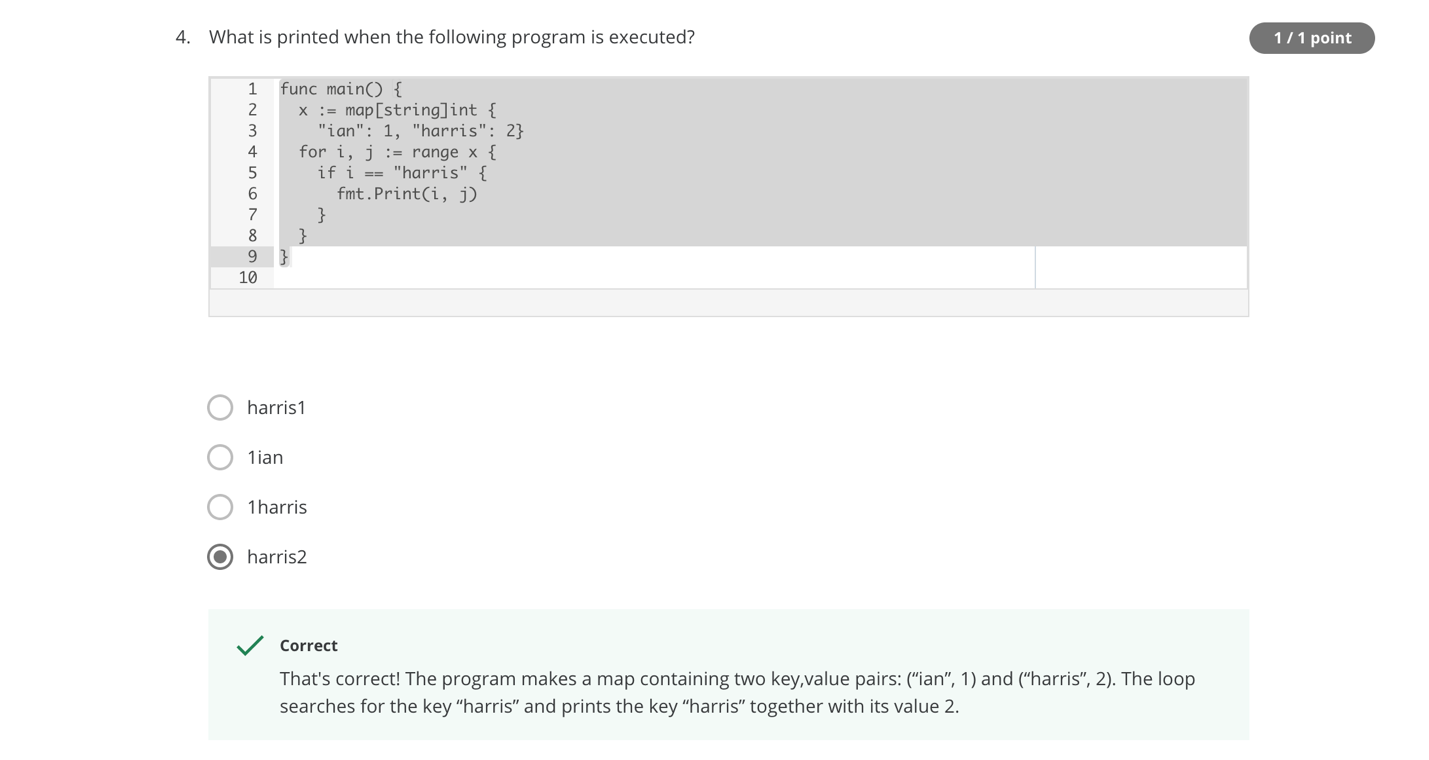 4. What is printed when the following program is executed?
1 / 1 point
1 func main() {
2   x := map[string]int {
3     "ian": 1, "harris": 2}
4   for i, j := range x {
5     if i == "harris" {
6       fmt.Print(i, j)
7     }
8   }
9 }
10
harris1
1ian
1harris
harris2
Correct
That's correct! The program makes a map containing two key,value pairs: (“ian”, 1) and (“harris”, 2). The loop
searches for the key “harris” and prints the key “harris” together with its value 2.